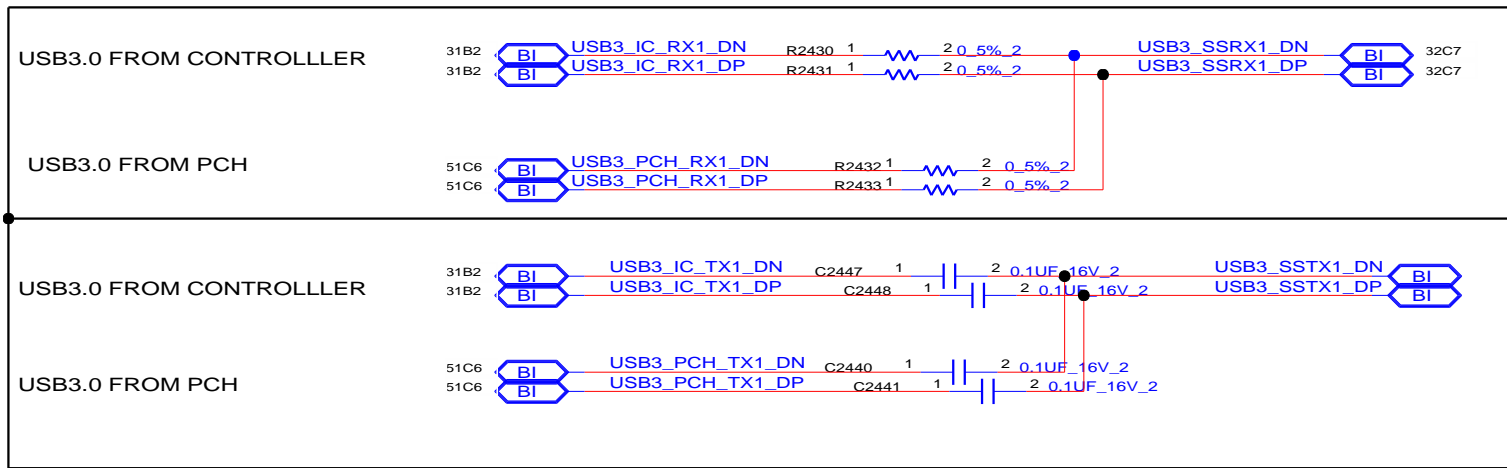 31B2 BI USB3_IC_RX1_DN R2430 1 2 0_5%_2 USB3_SSRX1_DN BI 32C7
USB3.0 FROM CONTROLLLER
31B2 BI USB3_IC_RX1_DP R2431 1 2 0_5%_2 USB3_SSRX1_DP BI 32C7
USB3.0 FROM PCH
51C6 BI USB3_PCH_RX1_DN R2432 1 2 0_5%_2
51C6 BI USB3_PCH_RX1_DP R2433 1 2 0_5%_2
31B2 BI USB3_IC_TX1_DN C2447 1 2 0.1UF_16V_2 USB3_SSTX1_DN BI
USB3.0 FROM CONTROLLLER
31B2 BI USB3_IC_TX1_DP C2448 1 2 0.1UF_16V_2 USB3_SSTX1_DP BI
51C6 BI USB3_PCH_TX1_DN C2440 1 2 0.1UF_16V_2
USB3.0 FROM PCH
51C6 BI USB3_PCH_TX1_DP C2441 1 2 0.1UF_16V_2